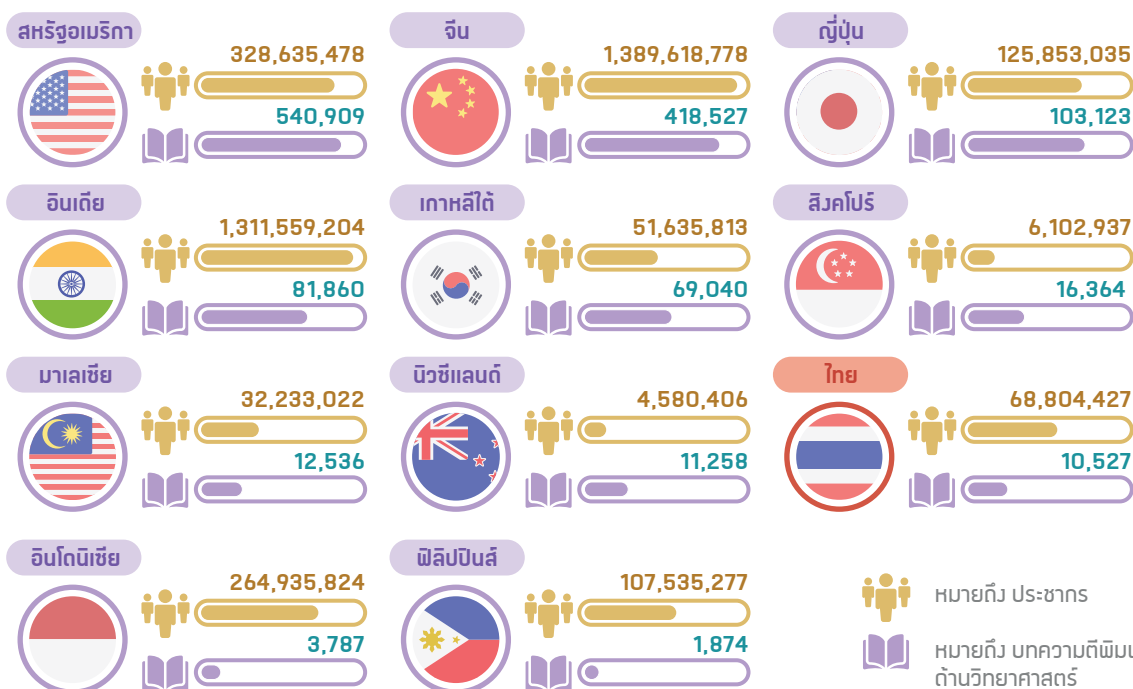 สหรัฐอเมริกา
328,635,478
540,909
จีน
1,389,618,778
418,527
ญี่ปุ่น
125,853,035
103,123
อินเดีย
1,311,559,204
81,860
เกาหลีใต้
51,635,813
69,040
สิงคโปร์
6,102,937
16,364
มาเลเซีย
32,233,022
12,536
นิวซีแลนด์
4,580,406
11,258
ไทย
68,804,427
10,527
อินโดนิเซีย
264,935,824
3,787
ฟิลิปปินส์
107,535,277
1,874
หมายถึง ประชากร
หมายถึง บทความตีพิมพ
ด้านวิทยาศาสตร์